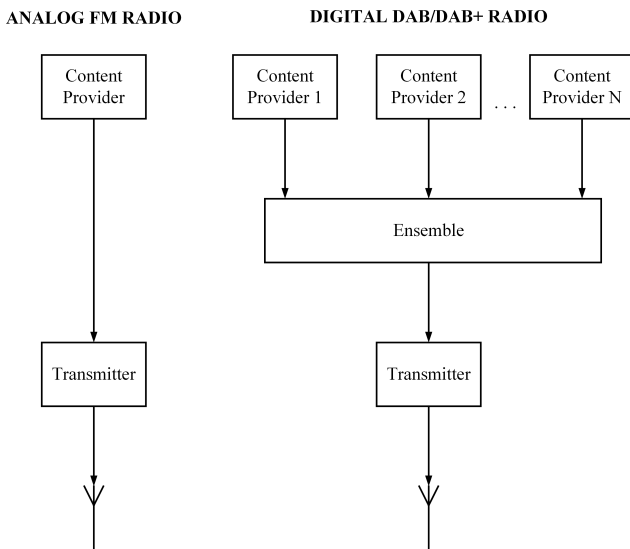 ANALOG FM RADIO
DIGITAL DAB/DAB+ RADIO
Content
Provider
Content
Provider 1
Content
Provider 2
. . .
Content
Provider N
Ensemble
Transmitter
Transmitter